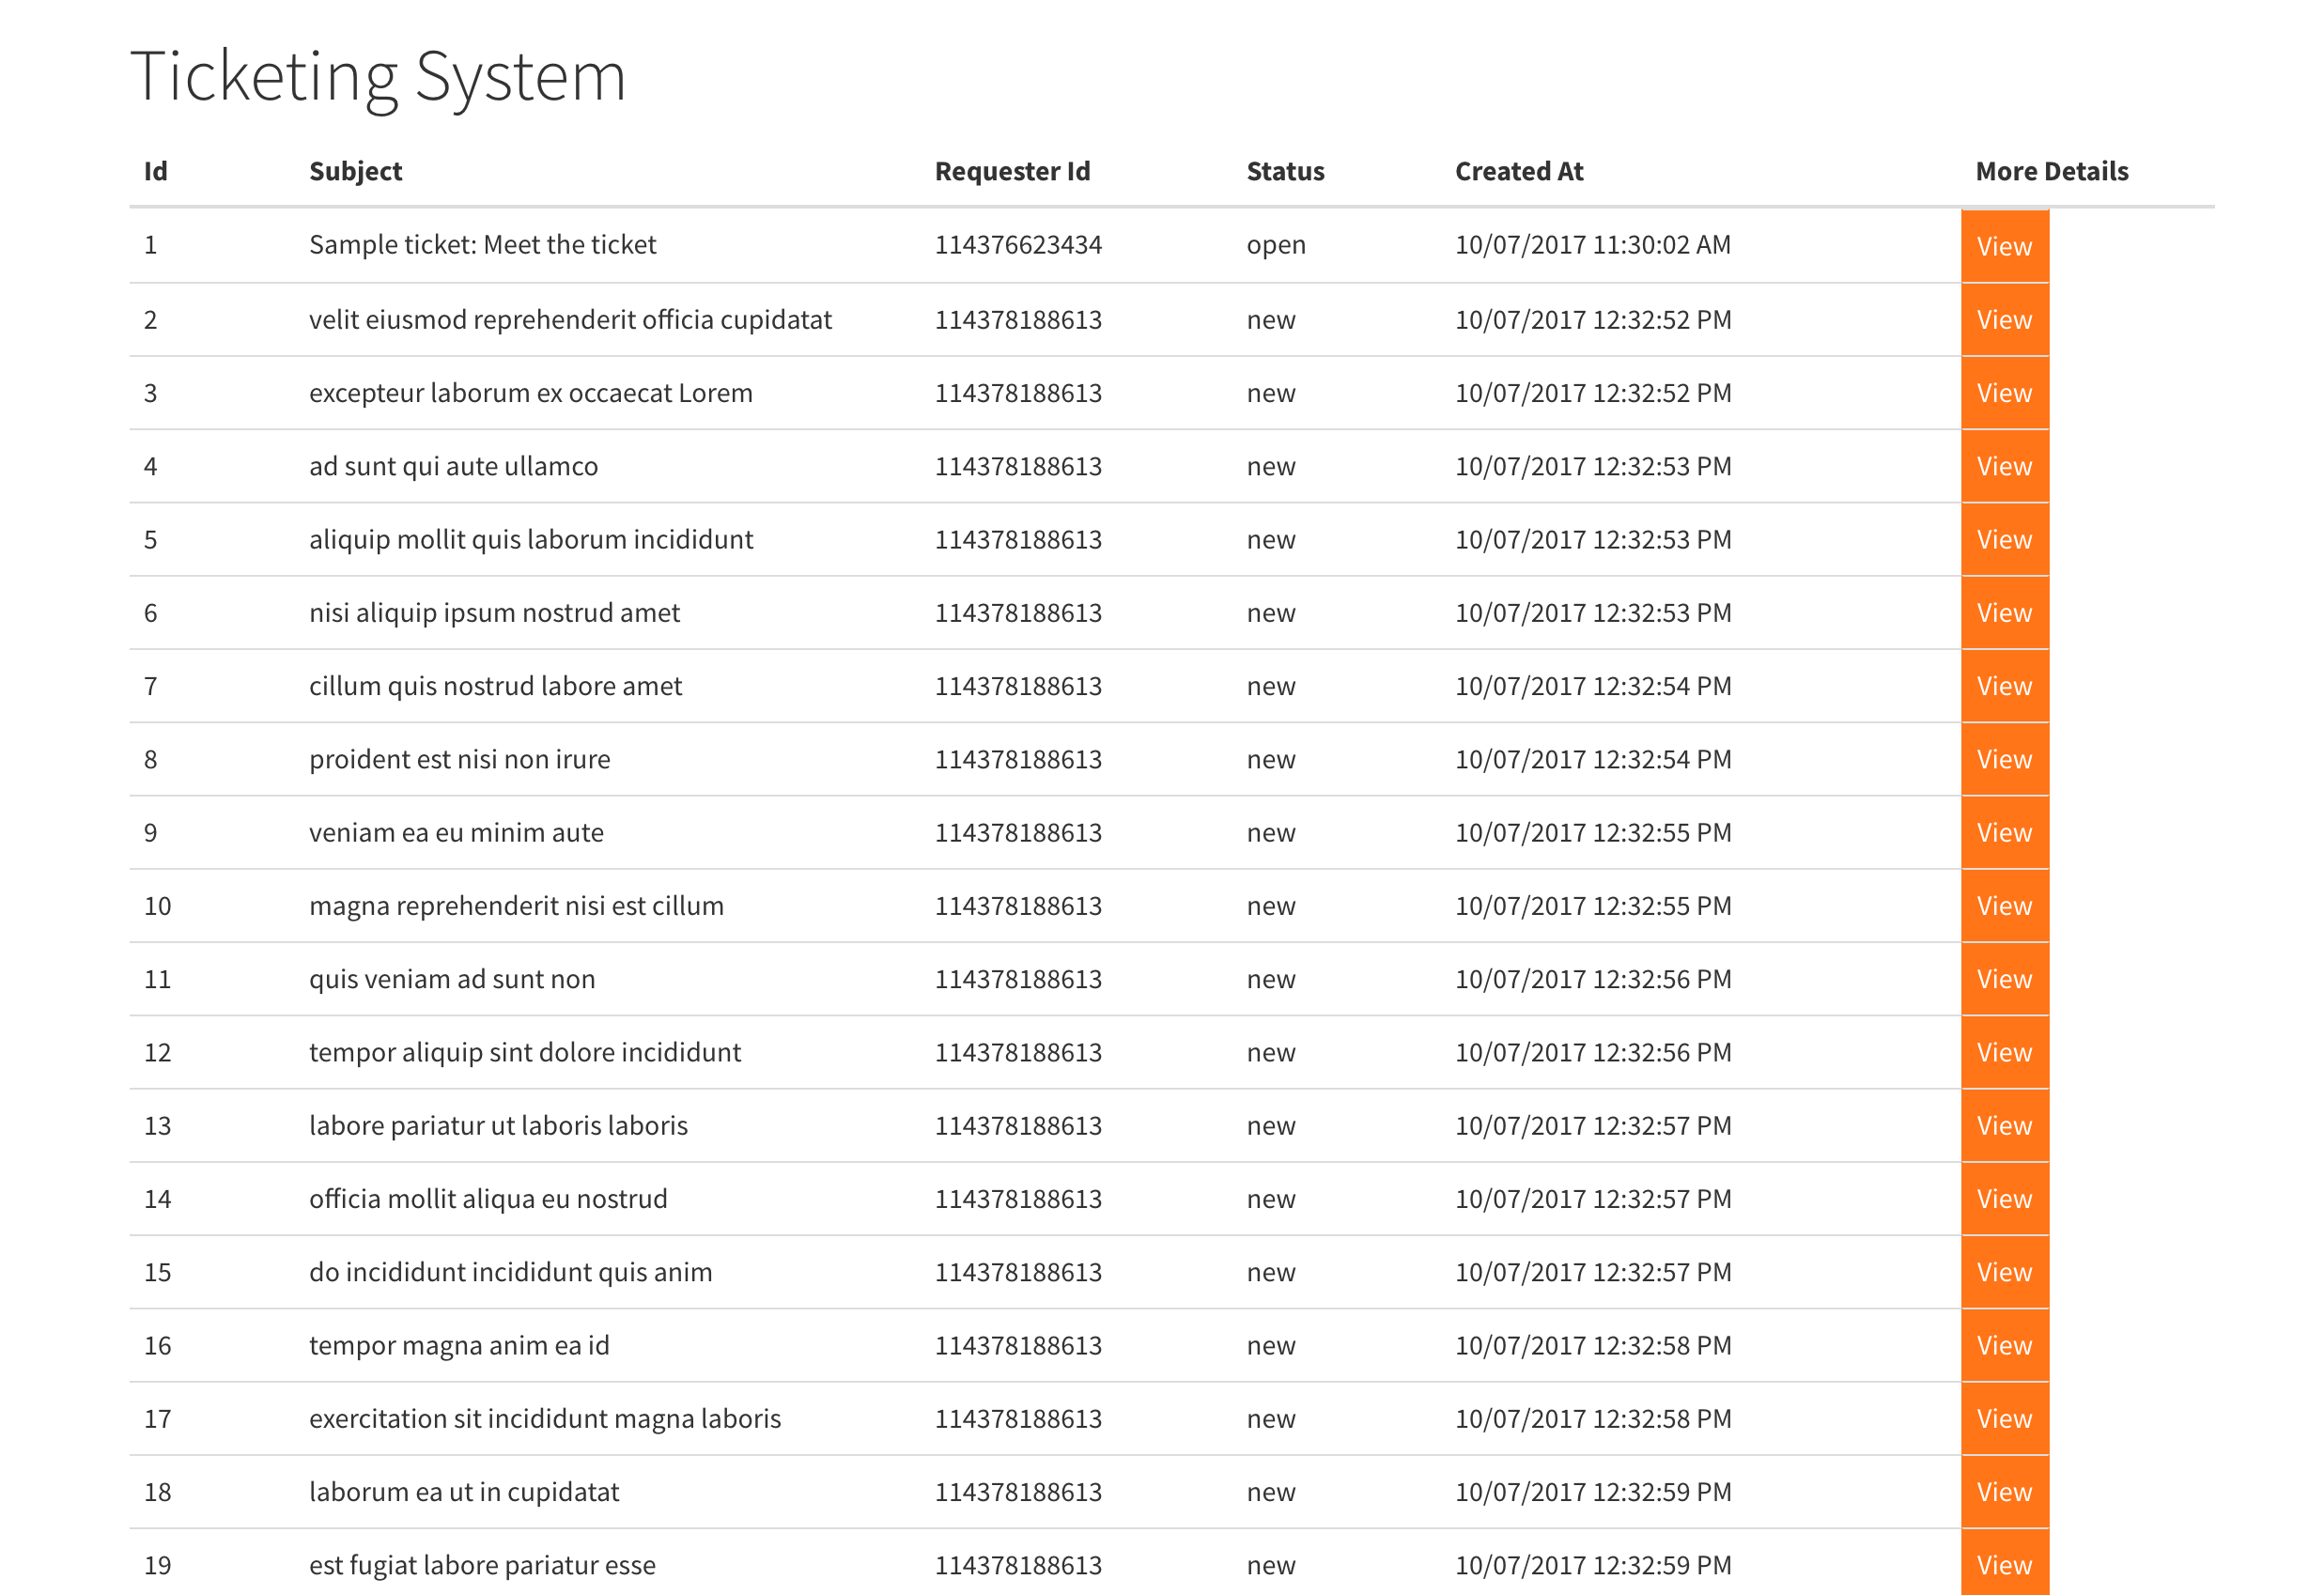 Ticketing System
Id Subject Requester Id Status Created At More Details
1 Sample ticket: Meet the ticket 114376623434 open 10/07/2017 11:30:02 AM View
2 velit eiusmod reprehenderit officia cupidatat 114378188613 new 10/07/2017 12:32:52 PM View
3 excepteur laborum ex occaecat Lorem 114378188613 new 10/07/2017 12:32:52 PM View
4 ad sunt qui aute ullamco 114378188613 new 10/07/2017 12:32:53 PM View
5 aliquip mollit quis laborum incididunt 114378188613 new 10/07/2017 12:32:53 PM View
6 nisi aliquip ipsum nostrud amet 114378188613 new 10/07/2017 12:32:53 PM View
7 cillum quis nostrud labore amet 114378188613 new 10/07/2017 12:32:54 PM View
8 proident est nisi non irure 114378188613 new 10/07/2017 12:32:54 PM View
9 veniam ea eu minim aute 114378188613 new 10/07/2017 12:32:55 PM View
10 magna reprehenderit nisi est cillum 114378188613 new 10/07/2017 12:32:55 PM View
11 quis veniam ad sunt non 114378188613 new 10/07/2017 12:32:56 PM View
12 tempor aliquip sint dolore incididunt 114378188613 new 10/07/2017 12:32:56 PM View
13 labore pariatur ut laboris laboris 114378188613 new 10/07/2017 12:32:57 PM View
14 officia mollit aliqua eu nostrud 114378188613 new 10/07/2017 12:32:57 PM View
15 do incididunt incididunt quis anim 114378188613 new 10/07/2017 12:32:57 PM View
16 tempor magna anim ea id 114378188613 new 10/07/2017 12:32:58 PM View
17 exercitation sit incididunt magna laboris 114378188613 new 10/07/2017 12:32:58 PM View
18 laborum ea ut in cupidatat 114378188613 new 10/07/2017 12:32:59 PM View
19 est fugiat labore pariatur esse 114378188613 new 10/07/2017 12:32:59 PM View